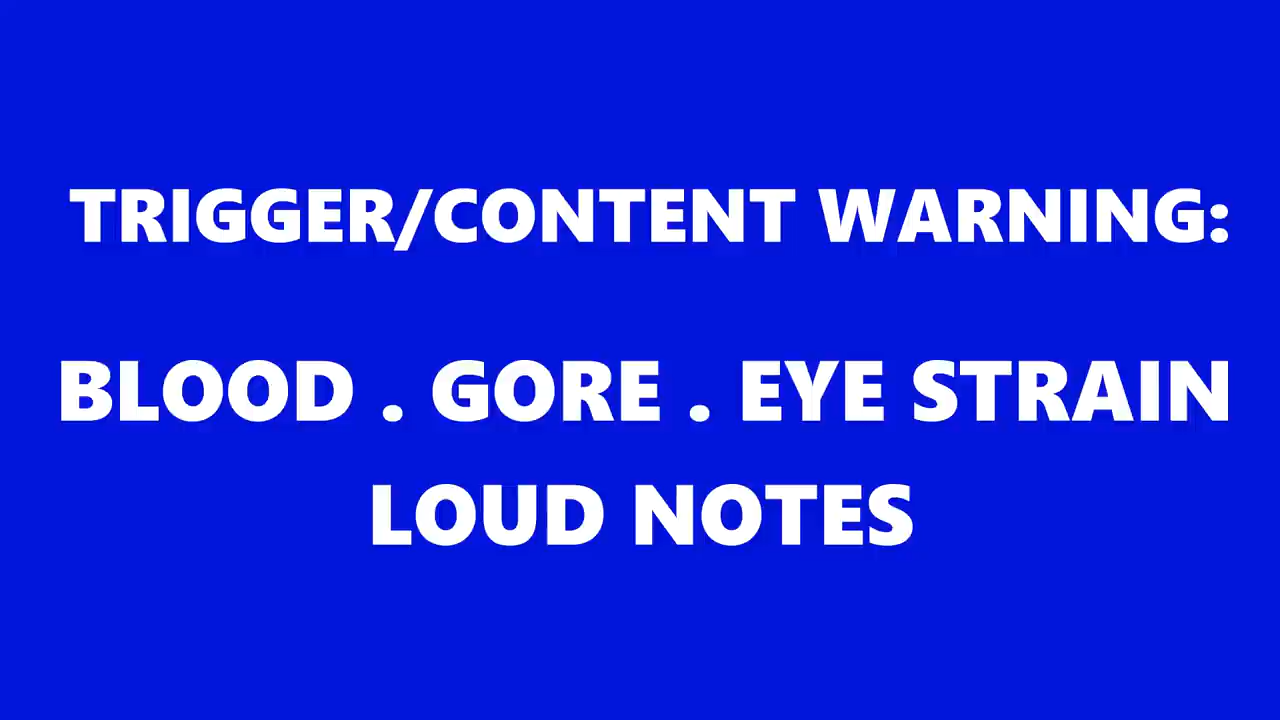 TRIGGER/CONTENT WARNING:
BLOOD . GORE . EYE STRAIN
LOUD NOTES